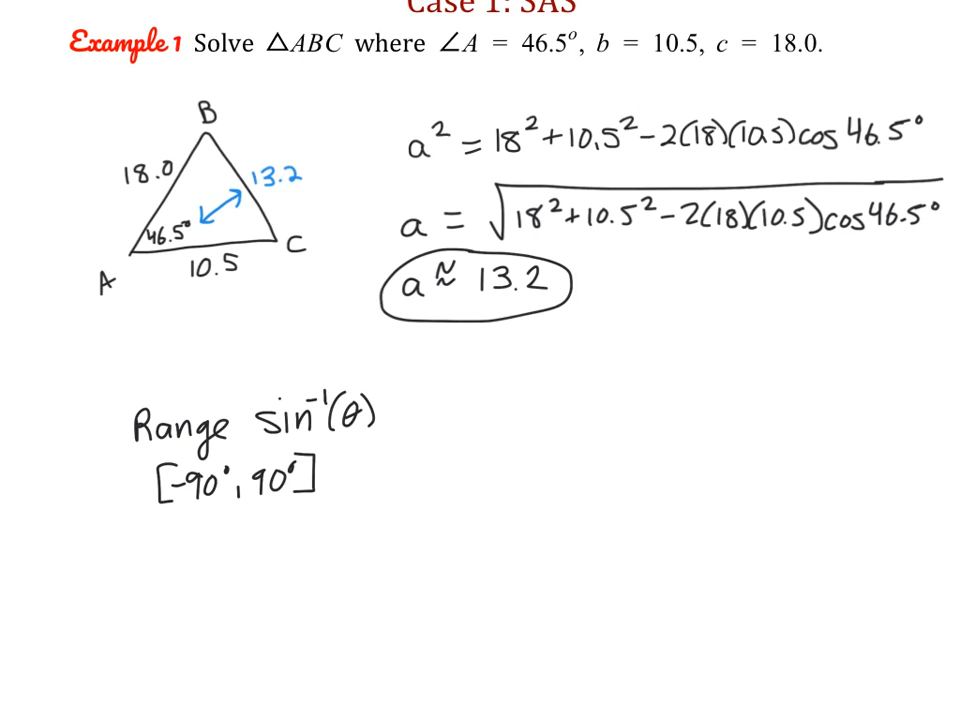 Case 1: SAS
Example 1 Solve △ABC where ∠A = 46.5°, b = 10.5, c = 18.0.
B
18.0
13.2
46.5°
C
10.5
A
a² = 18² + 10.5² - 2(18)(10.5) cos 46.5°
a = √18² + 10.5² - 2(18)(10.5) cos 46.5°
a ≈ 13.2
Range sin⁻¹(θ)
[-90°, 90°]